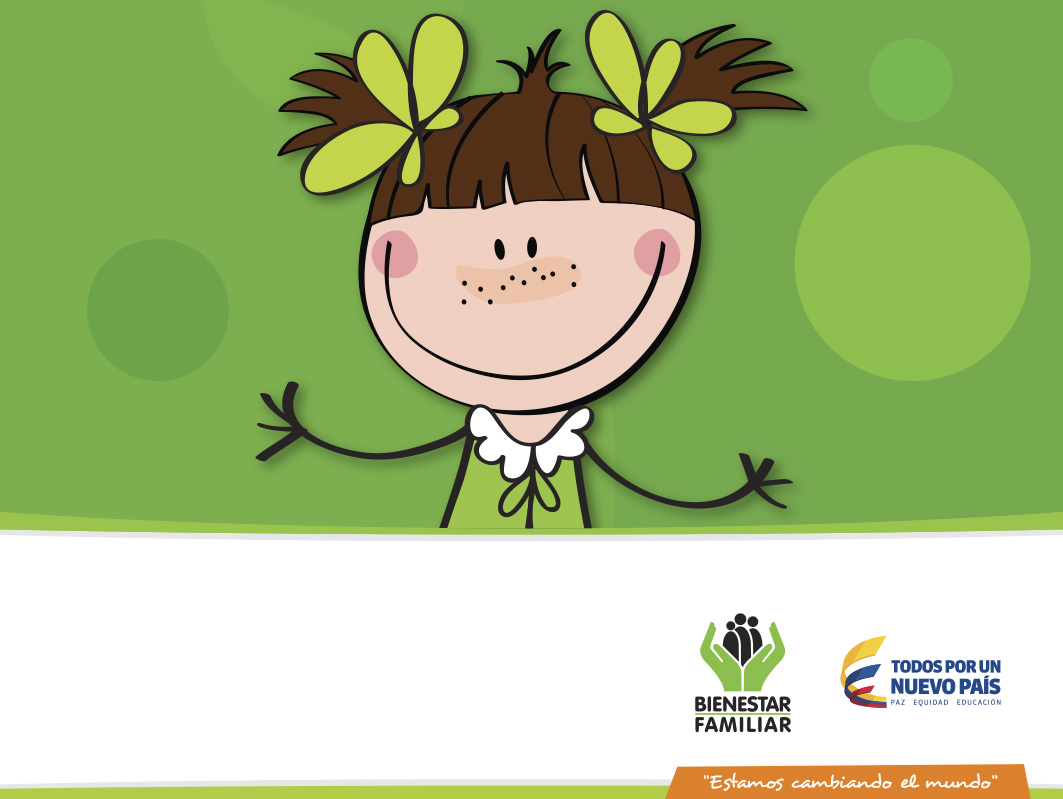 BIENESTAR
FAMILIAR
TODOS POR UN
NUEVO PAÍS
PAZ EQUIDAD EDUCACIÓN
"Estamos cambiando el mundo"